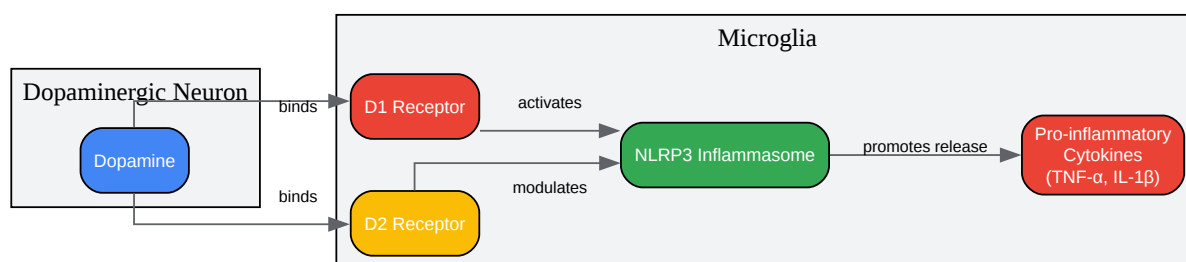 Microglia
Dopaminergic Neuron
binds
D1 Receptor
activates
Dopamine
NLRP3 Inflammasome
promotes release
Pro-inflammatory
Cytokines
(TNF-α, IL-1β)
binds
D2 Receptor
modulates